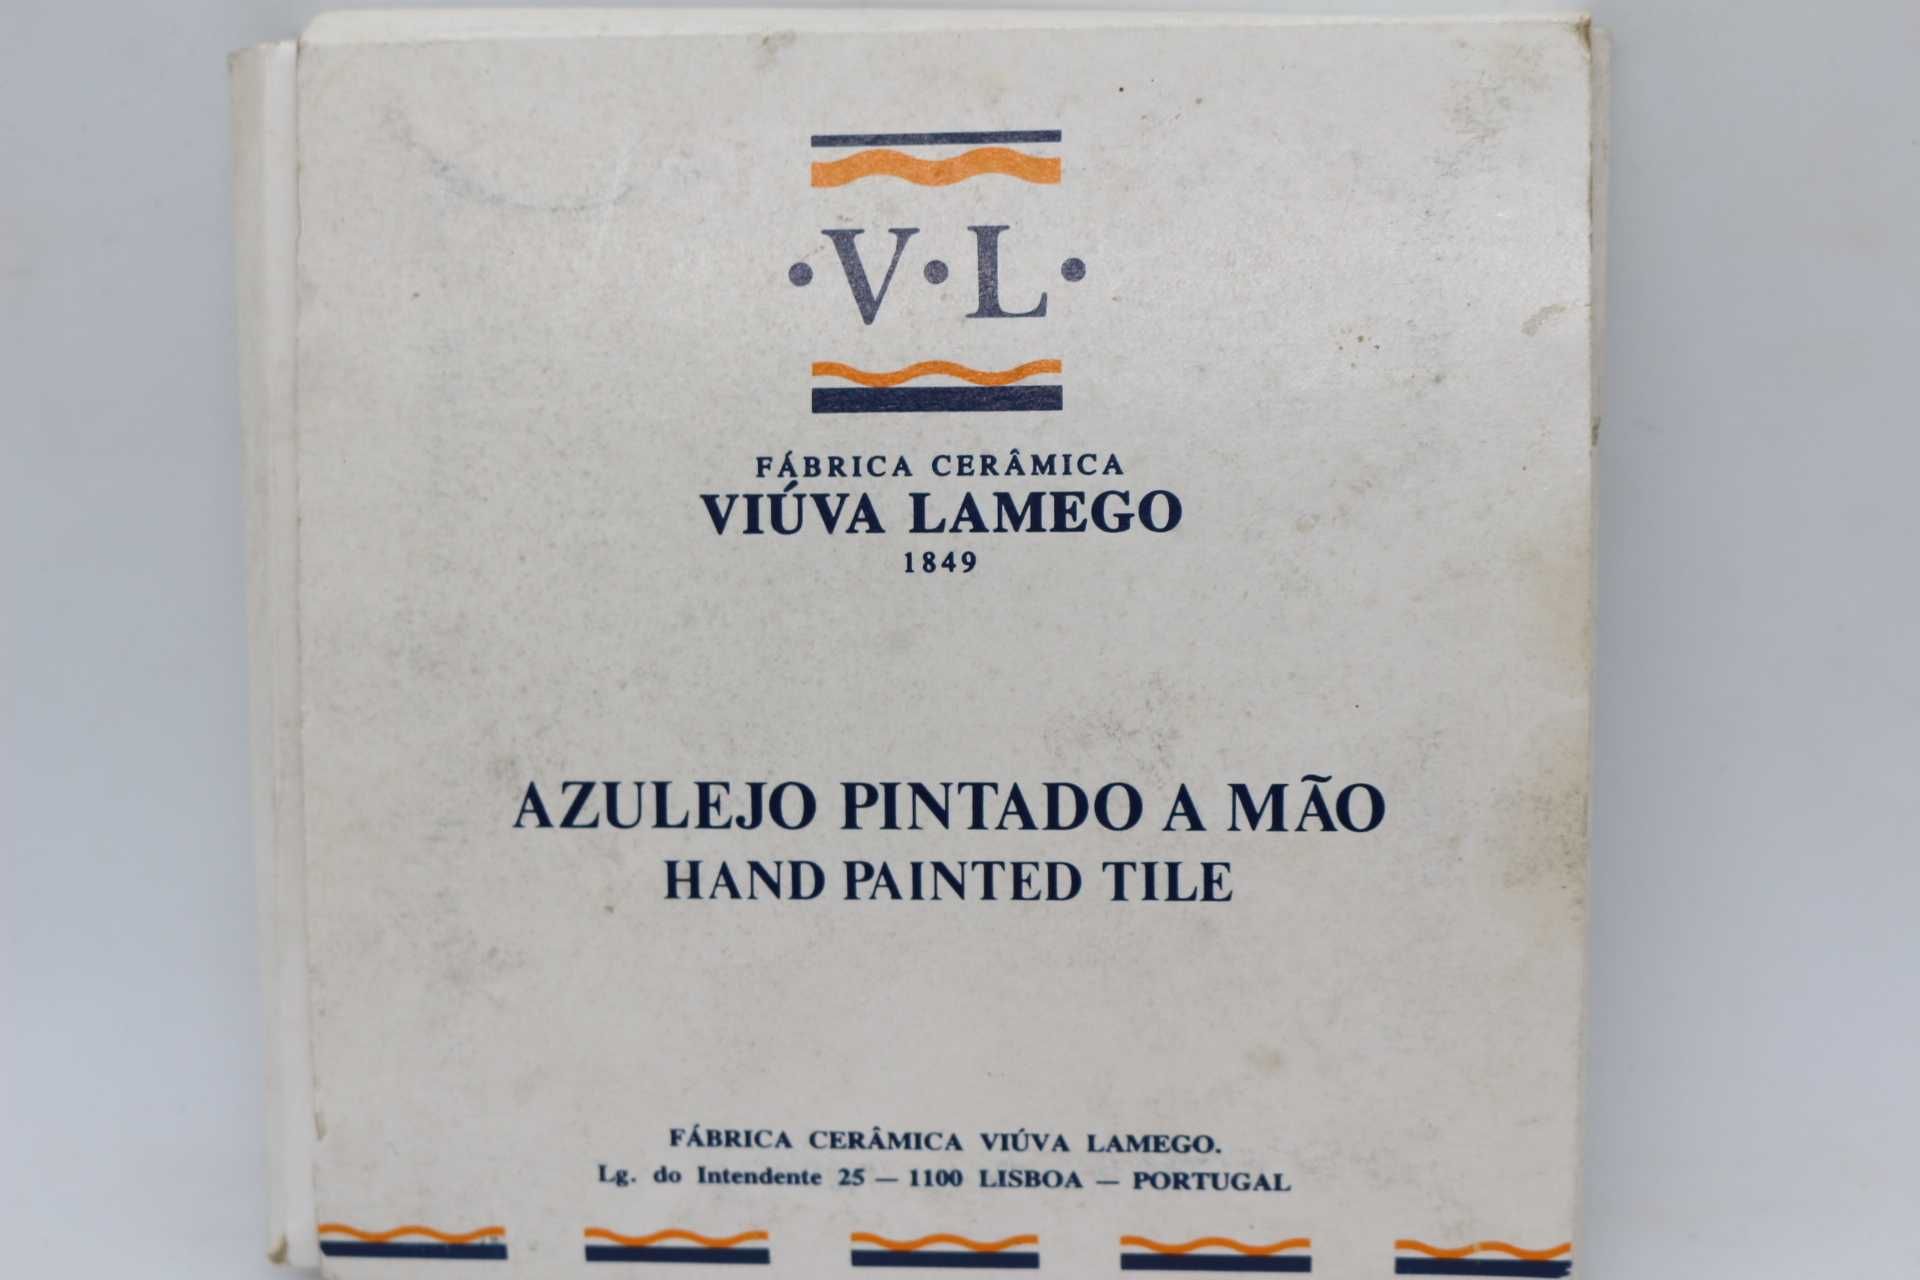 ·V·L·
FÁBRICA CERÂMICA
VIÚVA LAMEGO
1849
AZULEJO PINTADO A MÃO
HAND PAINTED TILE
FÁBRICA CERÂMICA VIÚVA LAMEGO.
Lg. do Intendente 25 — 1100 LISBOA — PORTUGAL